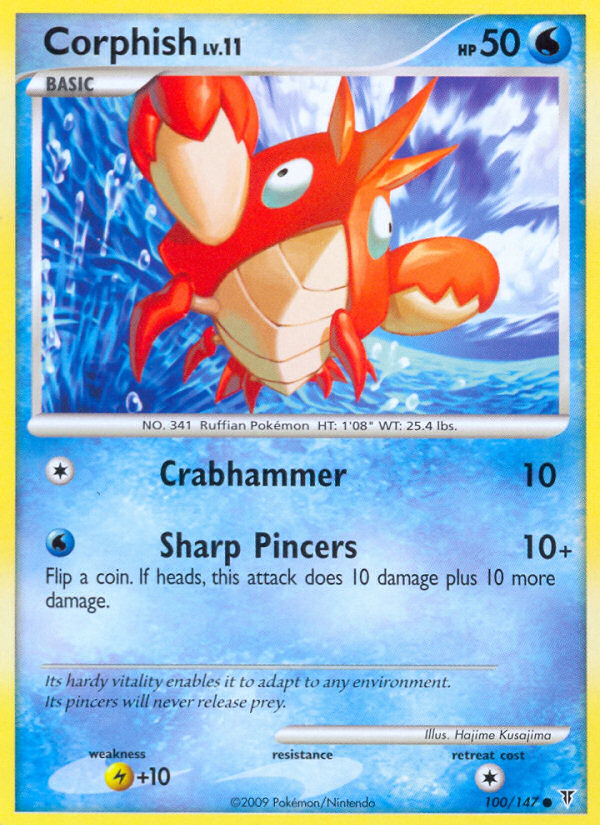 Corphish LV.11 HP 50
BASIC
NO. 341 Ruffian Pokémon HT: 1'08" WT: 25.4 lbs.
Crabhammer 10
Sharp Pincers 10+
Flip a coin. If heads, this attack does 10 damage plus 10 more
damage.
Its hardy vitality enables it to adapt to any environment.
Its pincers will never release prey.
Illus. Hajime Kusajima
weakness resistance retreat cost
+10
©2009 Pokémon/Nintendo 100/147